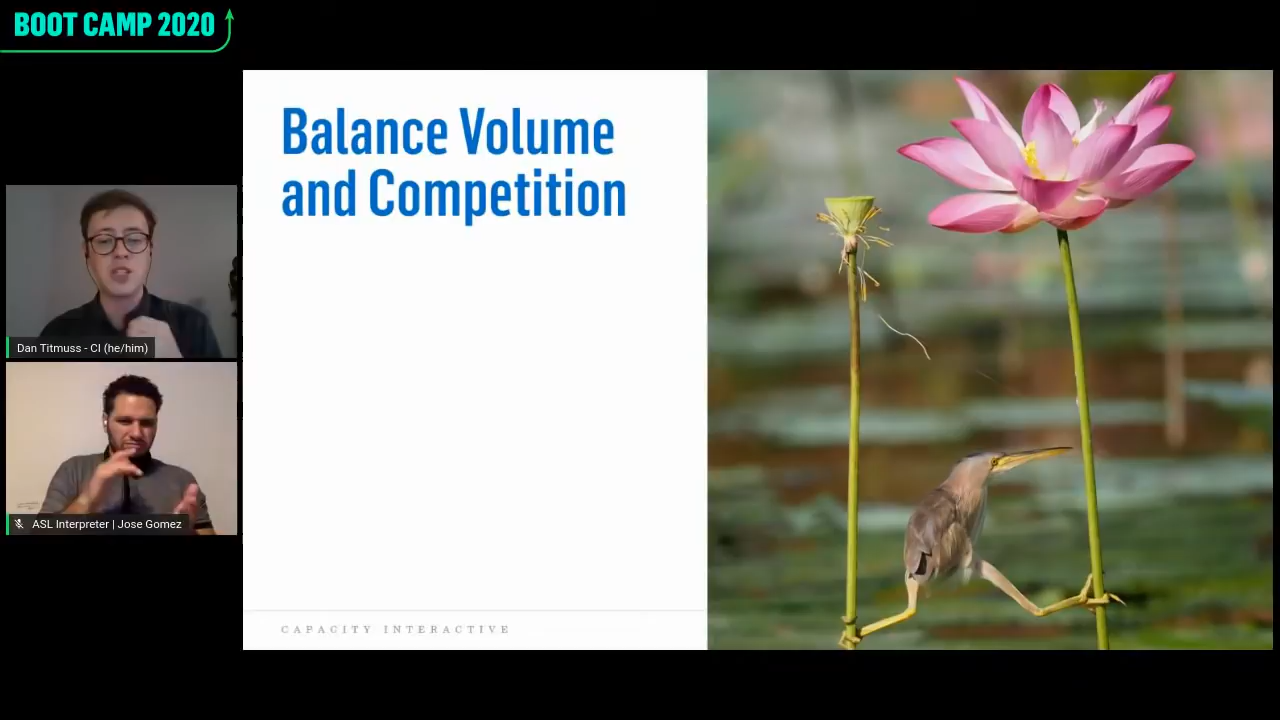 BOOT CAMP 2020
Balance Volume
and Competition
Dan Titmuss - CI (he/him)
ASL Interpreter | Jose Gomez
CAPACITY INTERACTIVE